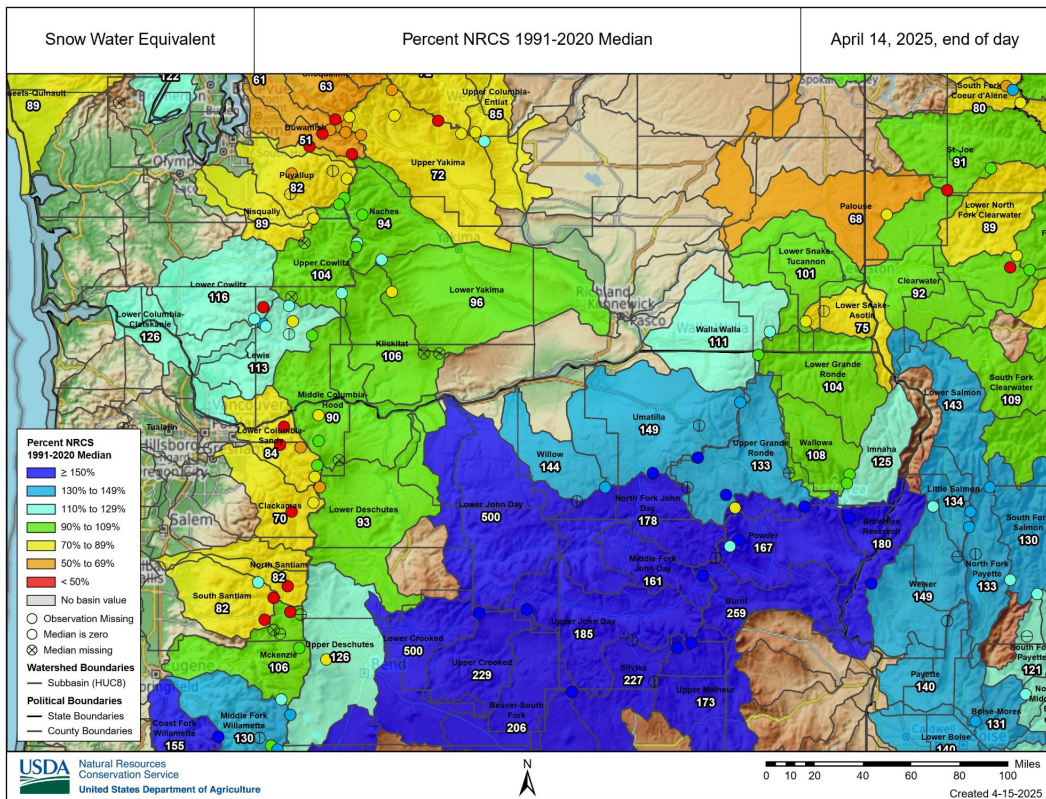 Snow Water Equivalent
Percent NRCS 1991-2020 Median
April 14, 2025, end of day
122
61
63
72
Upper Columbia-
Entiat
85
South Fork
Coeur d'Alene
80
89
Duwamish
51
Upper Yakima
72
St. Joe
91
Puyallup
82
Nisqually
89
Naches
94
Palouse
68
Lower North
Fork Clearwater
89
Upper Cowlitz
104
Lower Snake-
Tucannon
101
Clearwater
92
Lower Cowlitz
116
Lower Yakima
96
Richland
Kennewick
Pasco
Lower Snake-
Asotin
75
Lower Columbia-
Clatskanie
126
Walla Walla
111
Lewis
113
Klickitat
106
Lower Grande
Ronde
104
South Fork
Clearwater
109
Middle Columbia-
Hood
90
Lower Salmon
143
Vancouver
Tualatin
Hillsboro
Lower Columbia-
Sandy
84
Umatilla
149
Upper Grande
Ronde
133
Wallowa
108
Imnaha
125
Willow
144
Little Salmon
134
Clackamas
70
Lower Deschutes
93
Lower John Day
500
North Fork John
Day
178
Powder
167
Brownlee
Reservoir
180
South Fork
Salmon
130
Salem
Middle Fork
John Day
161
North Fork
Payette
133
North Santiam
82
South Santiam
82
Burnt
259
Weiser
149
Upper John Day
185
Mckenzie
106
Upper Deschutes
126
Lower Crooked
500
Bend
Upper Crooked
229
Silvies
227
Upper Malheur
173
Payette
140
121
Beaver-South
Fork
206
Coast Fork
Willamette
155
Middle Fork
Willamette
130
Boise-Mores
131
Lower Boise
140
Percent NRCS
1991-2020 Median
≥ 150%
130% to 149%
110% to 129%
90% to 109%
70% to 89%
50% to 69%
< 50%
No basin value
Observation Missing
Median is zero
Median missing
Watershed Boundaries
Subbasin (HUC8)
Political Boundaries
State Boundaries
County Boundaries
USDA
Natural Resources
Conservation Service
United States Department of Agriculture
N
0 10 20 40 60 80 100 Miles
Created 4-15-2025